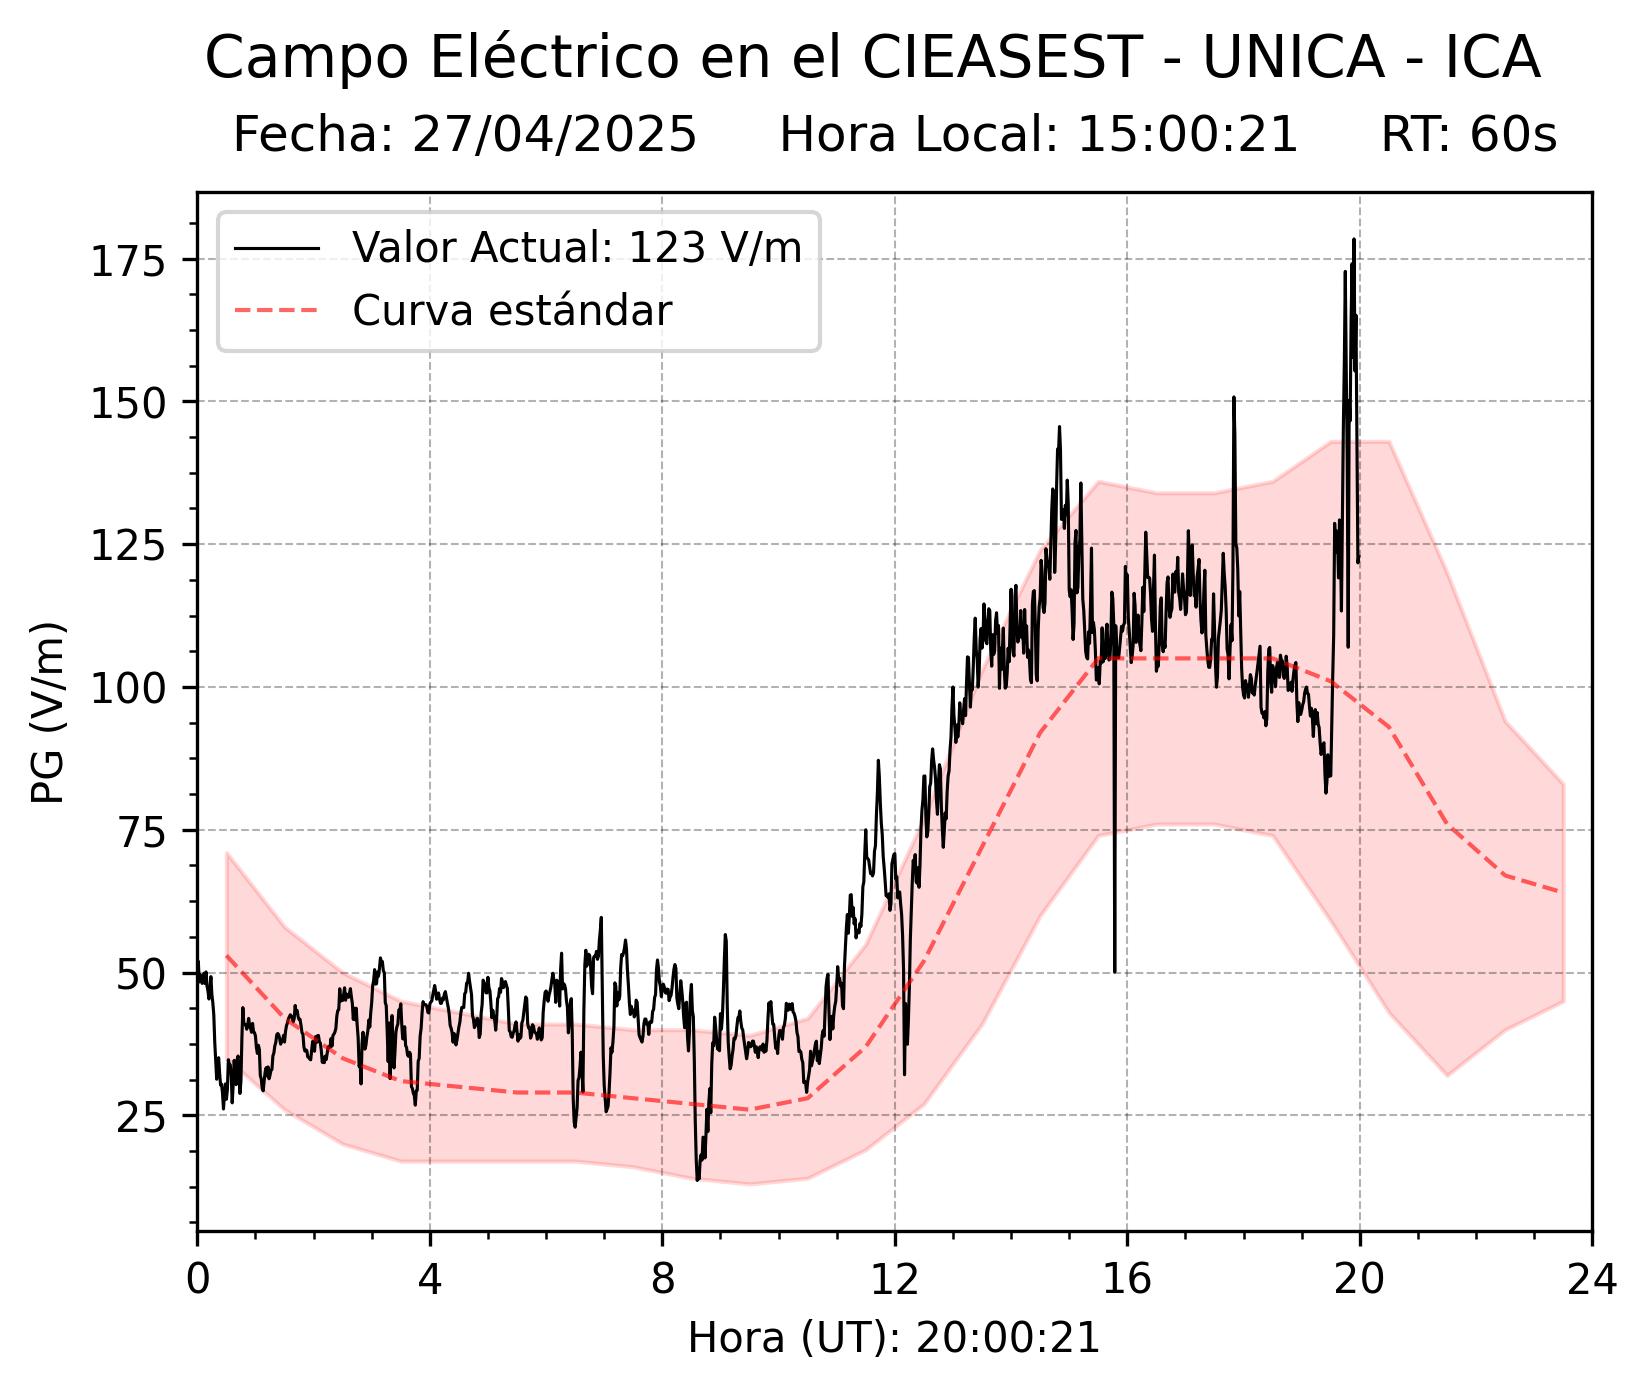 Campo Eléctrico en el CIEASEST - UNICA - ICA
Fecha: 27/04/2025 Hora Local: 15:00:21 RT: 60s
Valor Actual: 123 V/m
Curva estándar
175
150
125
100
75
50
25
PG (V/m)
0 4 8 12 16 20 24
Hora (UT): 20:00:21